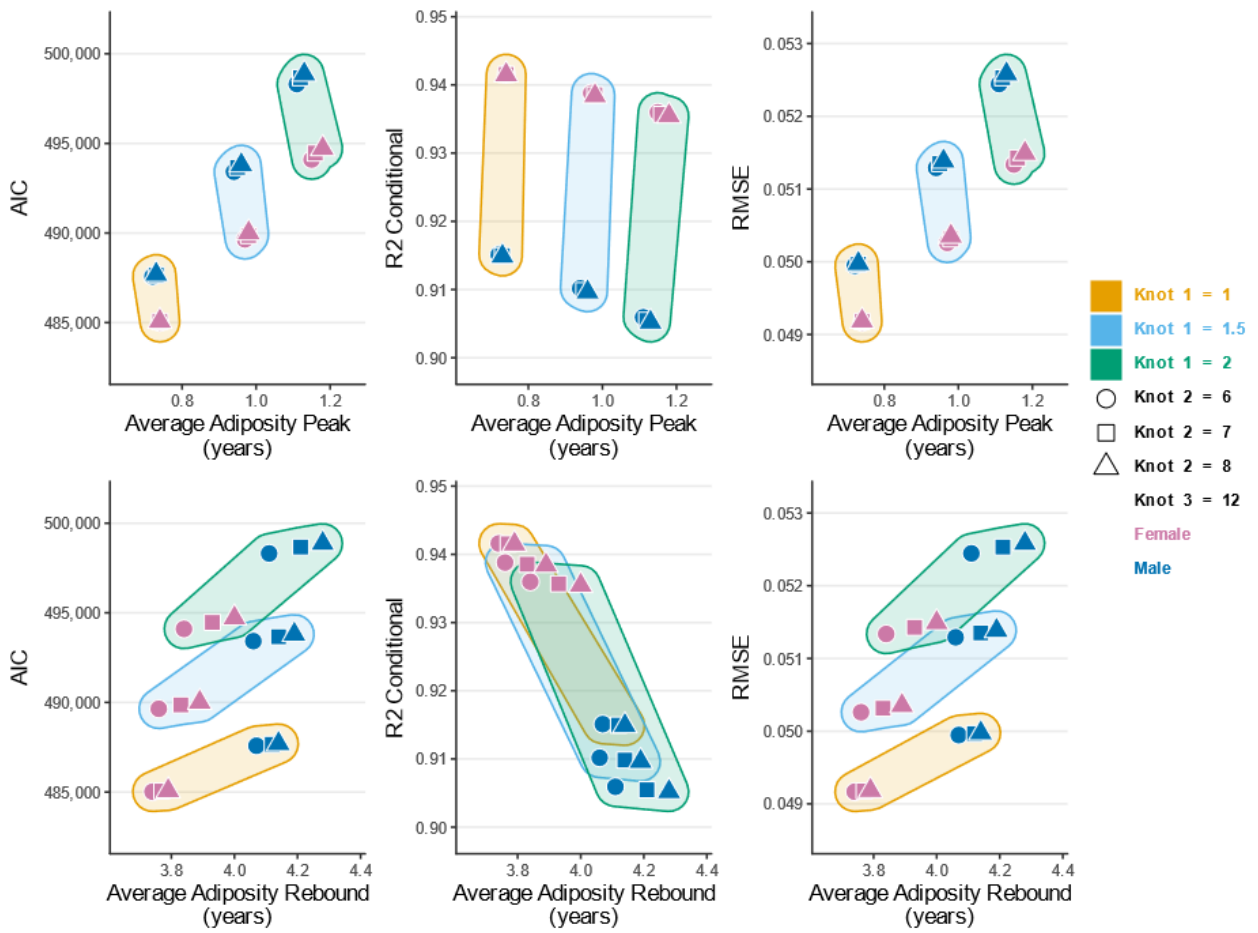 AIC
500,000
495,000
490,000
485,000
0.8 1.0 1.2
Average Adiposity Peak
(years)
R2 Conditional
0.95
0.94
0.93
0.92
0.91
0.90
0.8 1.0 1.2
Average Adiposity Peak
(years)
RMSE
0.053
0.052
0.051
0.050
0.049
0.8 1.0 1.2
Average Adiposity Peak
(years)
AIC
500,000
495,000
490,000
485,000
3.8 4.0 4.2 4.4
Average Adiposity Rebound
(years)
R2 Conditional
0.95
0.94
0.93
0.92
0.91
0.90
3.8 4.0 4.2 4.4
Average Adiposity Rebound
(years)
RMSE
0.053
0.052
0.051
0.050
0.049
3.8 4.0 4.2 4.4
Average Adiposity Rebound
(years)
Knot 1 = 1
Knot 1 = 1.5
Knot 1 = 2
Knot 2 = 6
Knot 2 = 7
Knot 2 = 8
Knot 3 = 12
Female
Male